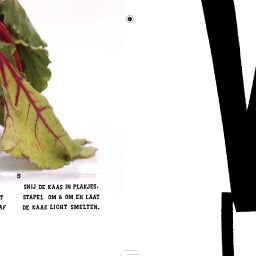 SNIJ DE KAAS IN PLAKJES.
T STAPEL OM & OM EN LAAT
AF DE KAAS LICHT SMELTEN.